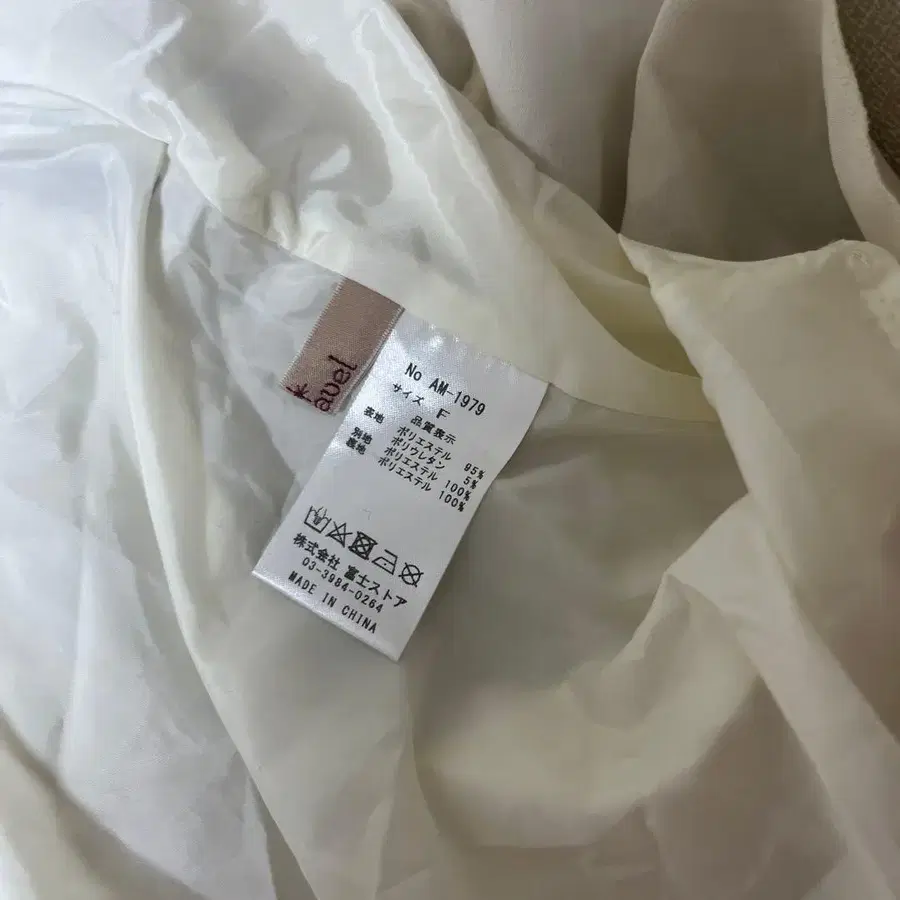 *avel
No AM-1979
サイズ F
品質表示
表地 ポリエステル 95%
ポリウレタン 5%
別地 ポリエステル 100%
裏地 ポリエステル 100%
株式会社 富士ストア
03-3984-0264
MADE IN CHINA